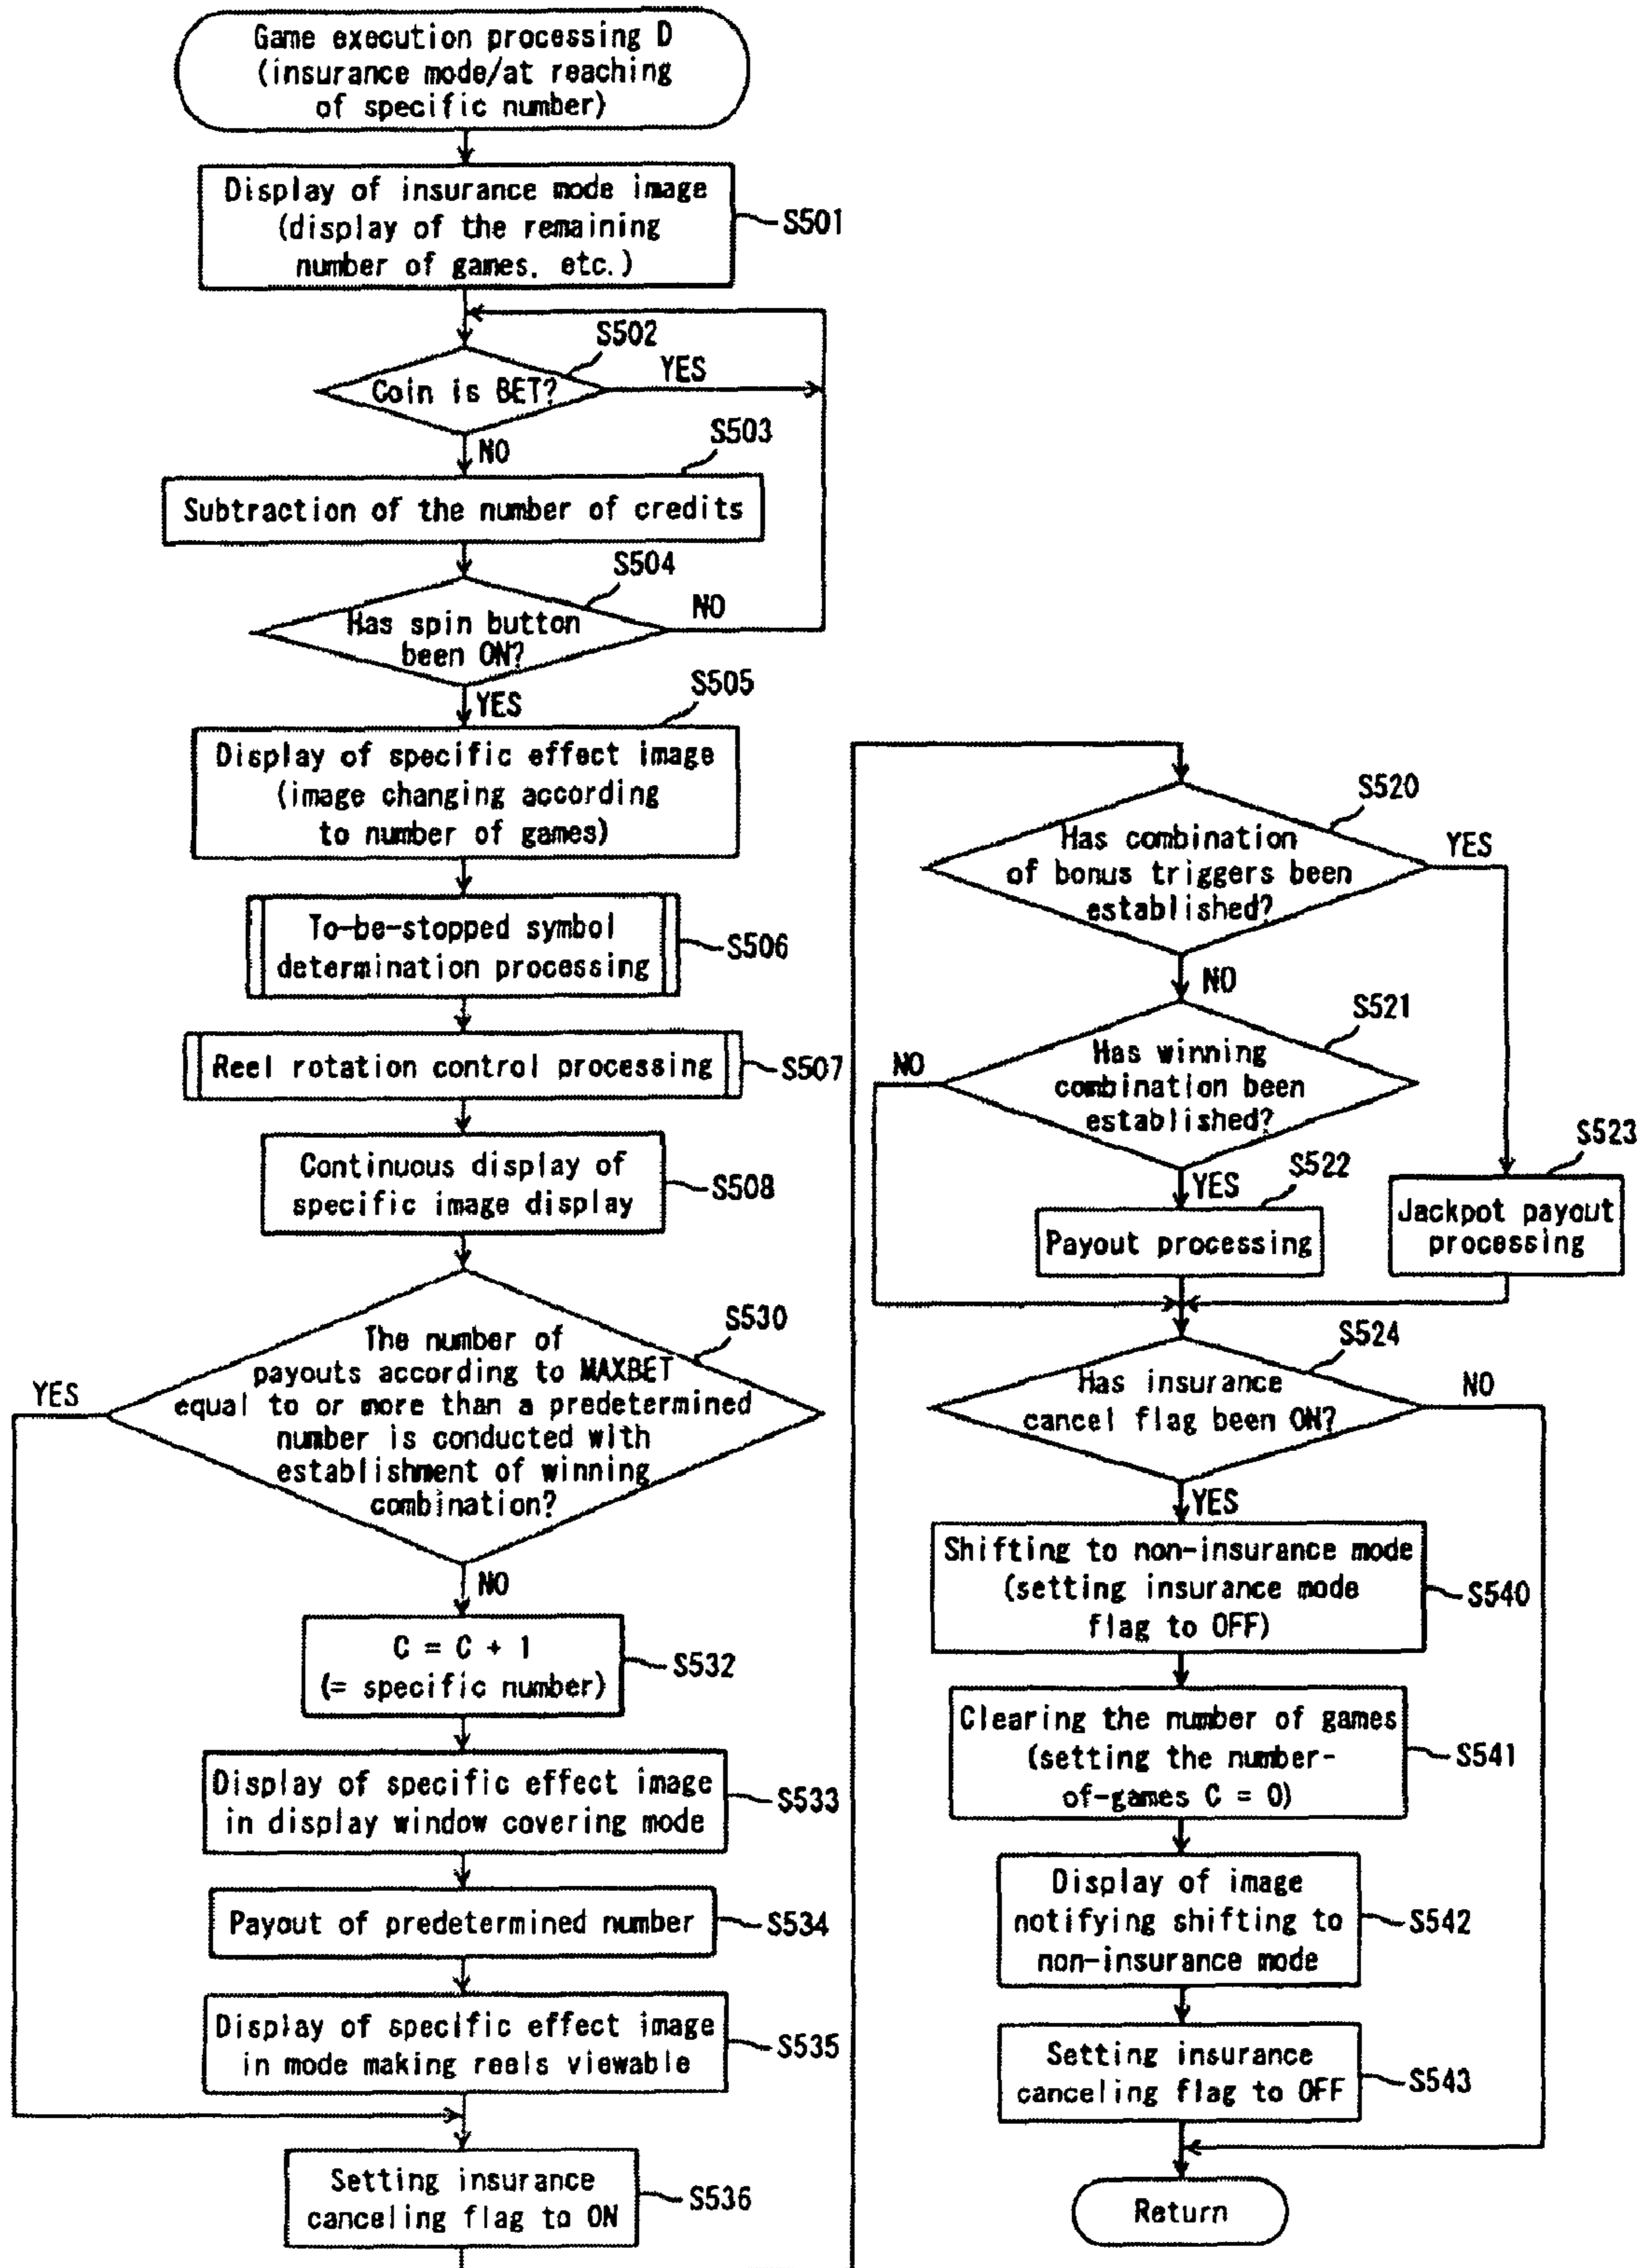 Game execution processing D
(insurance mode/at reaching
of specific number)
Display of insurance mode image
(display of the remaining
number of games, etc.)
S501
S502
Coin is BET?
YES
NO
S503
Subtraction of the number of credits
S504
Has spin button
been ON?
NO
YES
S505
Display of specific effect image
(image changing according
to number of games)
To-be-stopped symbol
determination processing
S506
Reel rotation control processing
S507
Continuous display of
specific image display
S508
S530
The number of
payouts according to MAXBET
equal to or more than a predetermined
number is conducted with
establishment of winning
combination?
YES
NO
C = C + 1
(= specific number)
S532
Display of specific effect image
in display window covering mode
S533
Payout of predetermined number
S534
Display of specific effect image
in mode making reels viewable
S535
Setting insurance
canceling flag to ON
S536
S520
Has combination
of bonus triggers been
established?
YES
NO
S521
Has winning
combination been
established?
NO
YES
S522
Payout processing
S523
Jackpot payout
processing
S524
Has insurance
cancel flag been ON?
NO
YES
Shifting to non-insurance mode
(setting insurance mode
flag to OFF)
S540
Clearing the number of games
(setting the number-
of-games C = 0)
S541
Display of image
notifying shifting to
non-insurance mode
S542
Setting insurance
canceling flag to OFF
S543
Return